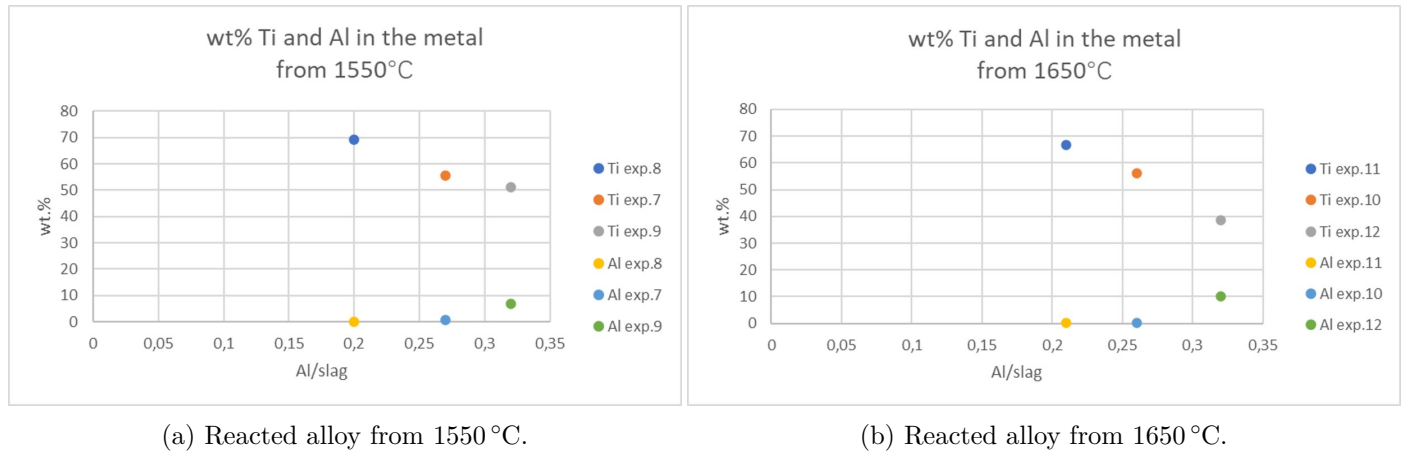 wt% Ti and Al in the metal
from 1550°C
80
70
60
50
40
30
20
10
0
wt.%
0 0,05 0,1 0,15 0,2 0,25 0,3 0,35
Al/slag
Ti exp.8
Ti exp.7
Ti exp.9
Al exp.8
Al exp.7
Al exp.9
(a) Reacted alloy from 1550 °C.
wt% Ti and Al in the metal
from 1650°C
80
70
60
50
40
30
20
10
0
wt.%
0 0,05 0,1 0,15 0,2 0,25 0,3 0,35
Al/slag
Ti exp.11
Ti exp.10
Ti exp.12
Al exp.11
Al exp.10
Al exp.12
(b) Reacted alloy from 1650 °C.